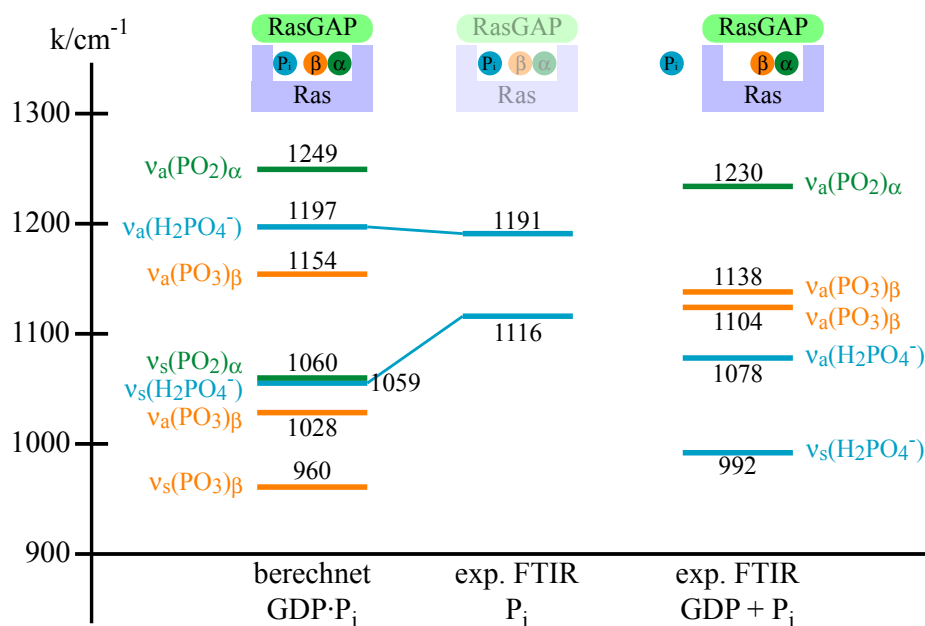 k/cm⁻¹
RasGAP
Pᵢ β α
Ras
RasGAP
Pᵢ β α
Ras
RasGAP
Pᵢ β α
Ras
1300
1200
1100
1000
900
νₐ(PO₂)α 1249
νₐ(H₂PO₄⁻) 1197
νₐ(PO₃)β 1154
νₛ(PO₂)α 1060
νₛ(H₂PO₄⁻) 1059
νₐ(PO₃)β 1028
νₛ(PO₃)β 960
1191
1116
1230 νₐ(PO₂)α
1138 νₐ(PO₃)β
1104 νₐ(PO₃)β
1078 νₐ(H₂PO₄⁻)
992 νₛ(H₂PO₄⁻)
berechnet
GDP·Pᵢ
exp. FTIR
Pᵢ
exp. FTIR
GDP + Pᵢ